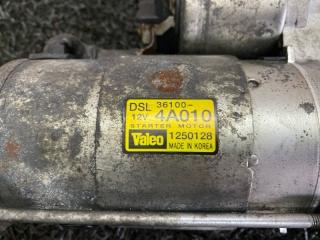 DSL 36100-
12V 4A010
STARTER MOTOR
Valeo 1250128
MADE IN KOREA